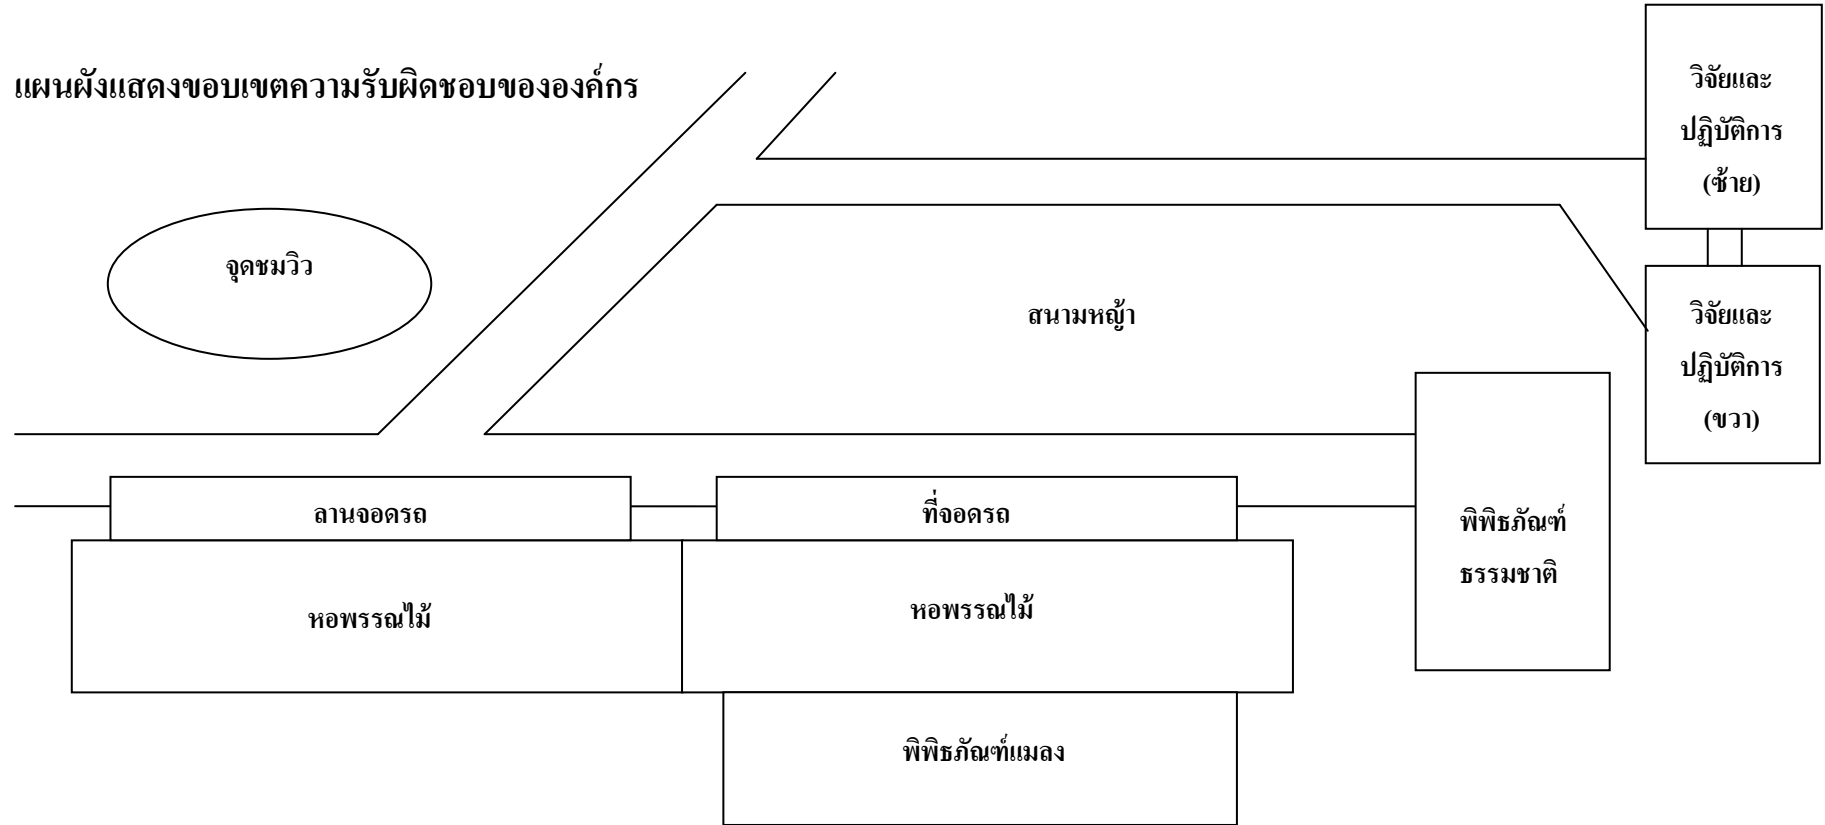 แผนผังแสดงขอบเขตความรับผิดชอบขององค์กร
วิจัยและ
ปฏิบัติการ
(ซ้าย)
จุดชมวิว
สนามหญ้า
วิจัยและ
ปฏิบัติการ
(ขวา)
ลานจอดรถ
ที่จอดรถ
พิพิธภัณฑ์
ธรรมชาติ
หอพรรณไม้
หอพรรณไม้
พิพิธภัณฑ์แมลง